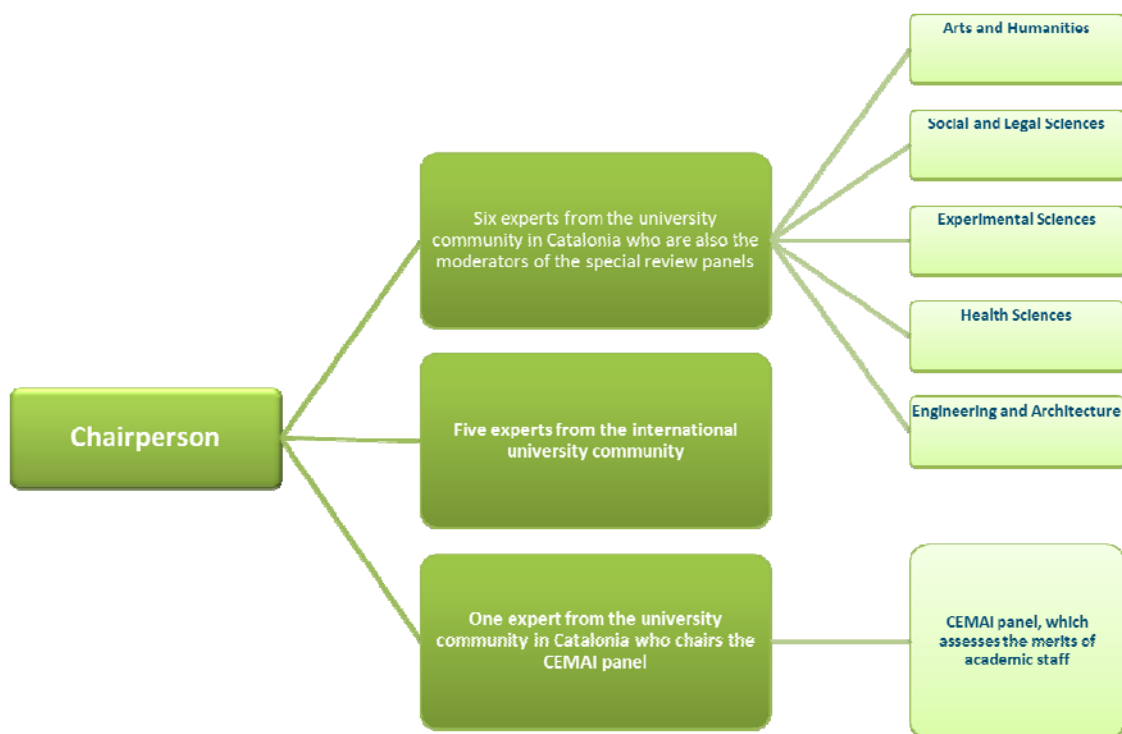 Chairperson
Six experts from the university
community in Catalonia who are also the
moderators of the special review panels
Five experts from the international
university community
One expert from the university
community in Catalonia who chairs the
CEMAI panel
Arts and Humanities
Social and Legal Sciences
Experimental Sciences
Health Sciences
Engineering and Architecture
CEMAI panel, which
assesses the merits of
academic staff